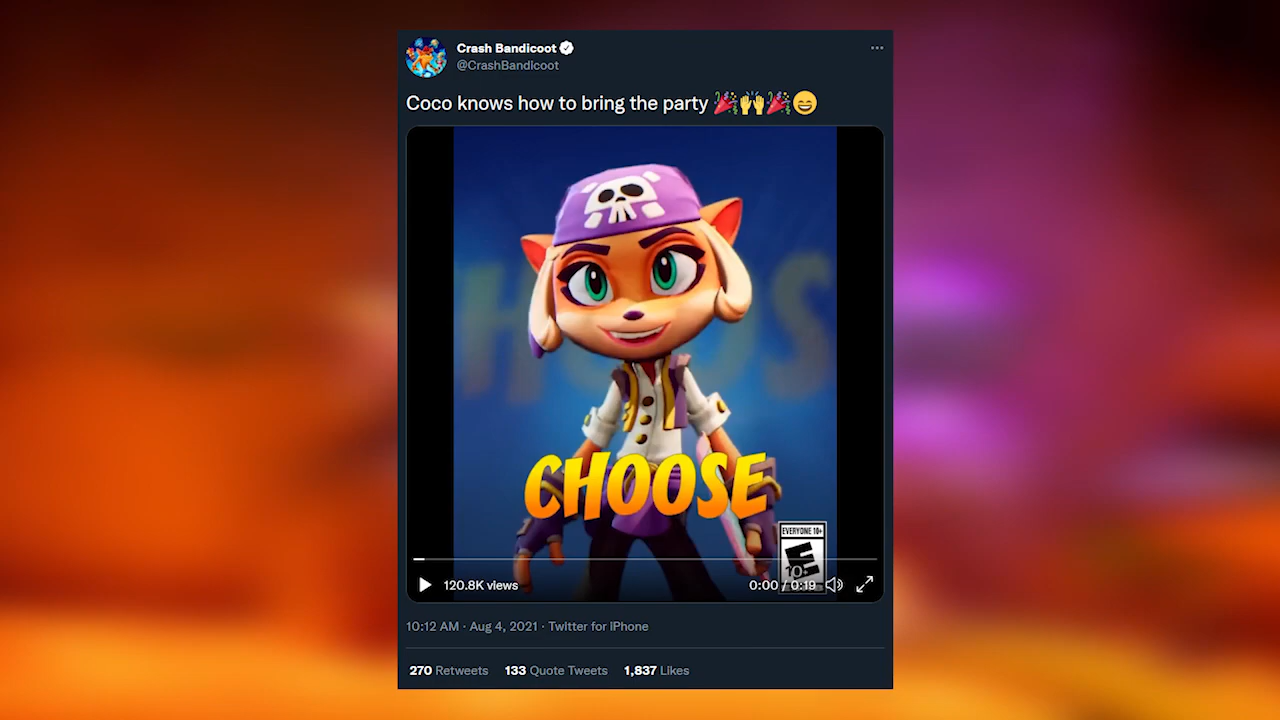 Crash Bandicoot
@CrashBandicoot
Coco knows how to bring the party 🎉🙌🎉😄
CHOOSE
EVERYONE 10+
E
10+
120.8K views
0:00 / 0:19
10:12 AM · Aug 4, 2021 · Twitter for iPhone
270 Retweets 133 Quote Tweets 1,837 Likes